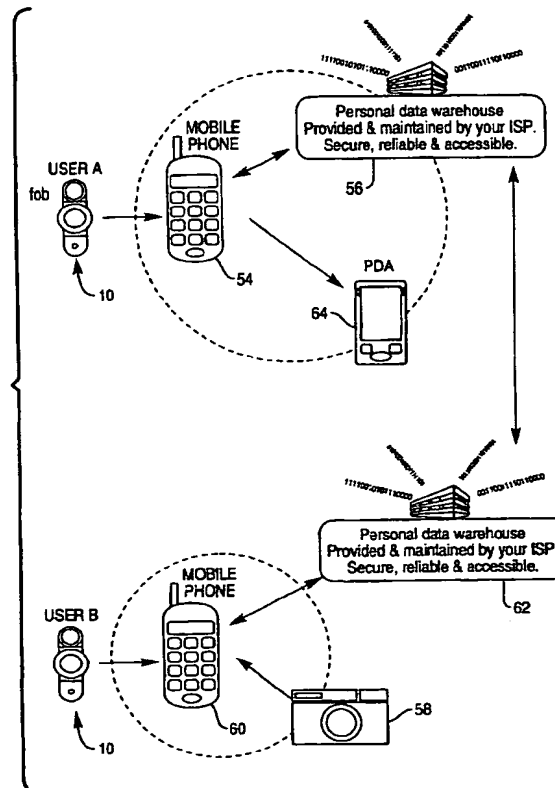 111100101011110000
001100111101110000
Personal data warehouse
Provided & maintained by your ISP.
Secure, reliable & accessible.
MOBILE
PHONE
USER A
fob
56
54
PDA
64
10
Personal data warehouse
Provided & maintained by your ISP
Secure, reliable & accessible.
MOBILE
PHONE
62
USER B
58
60
10